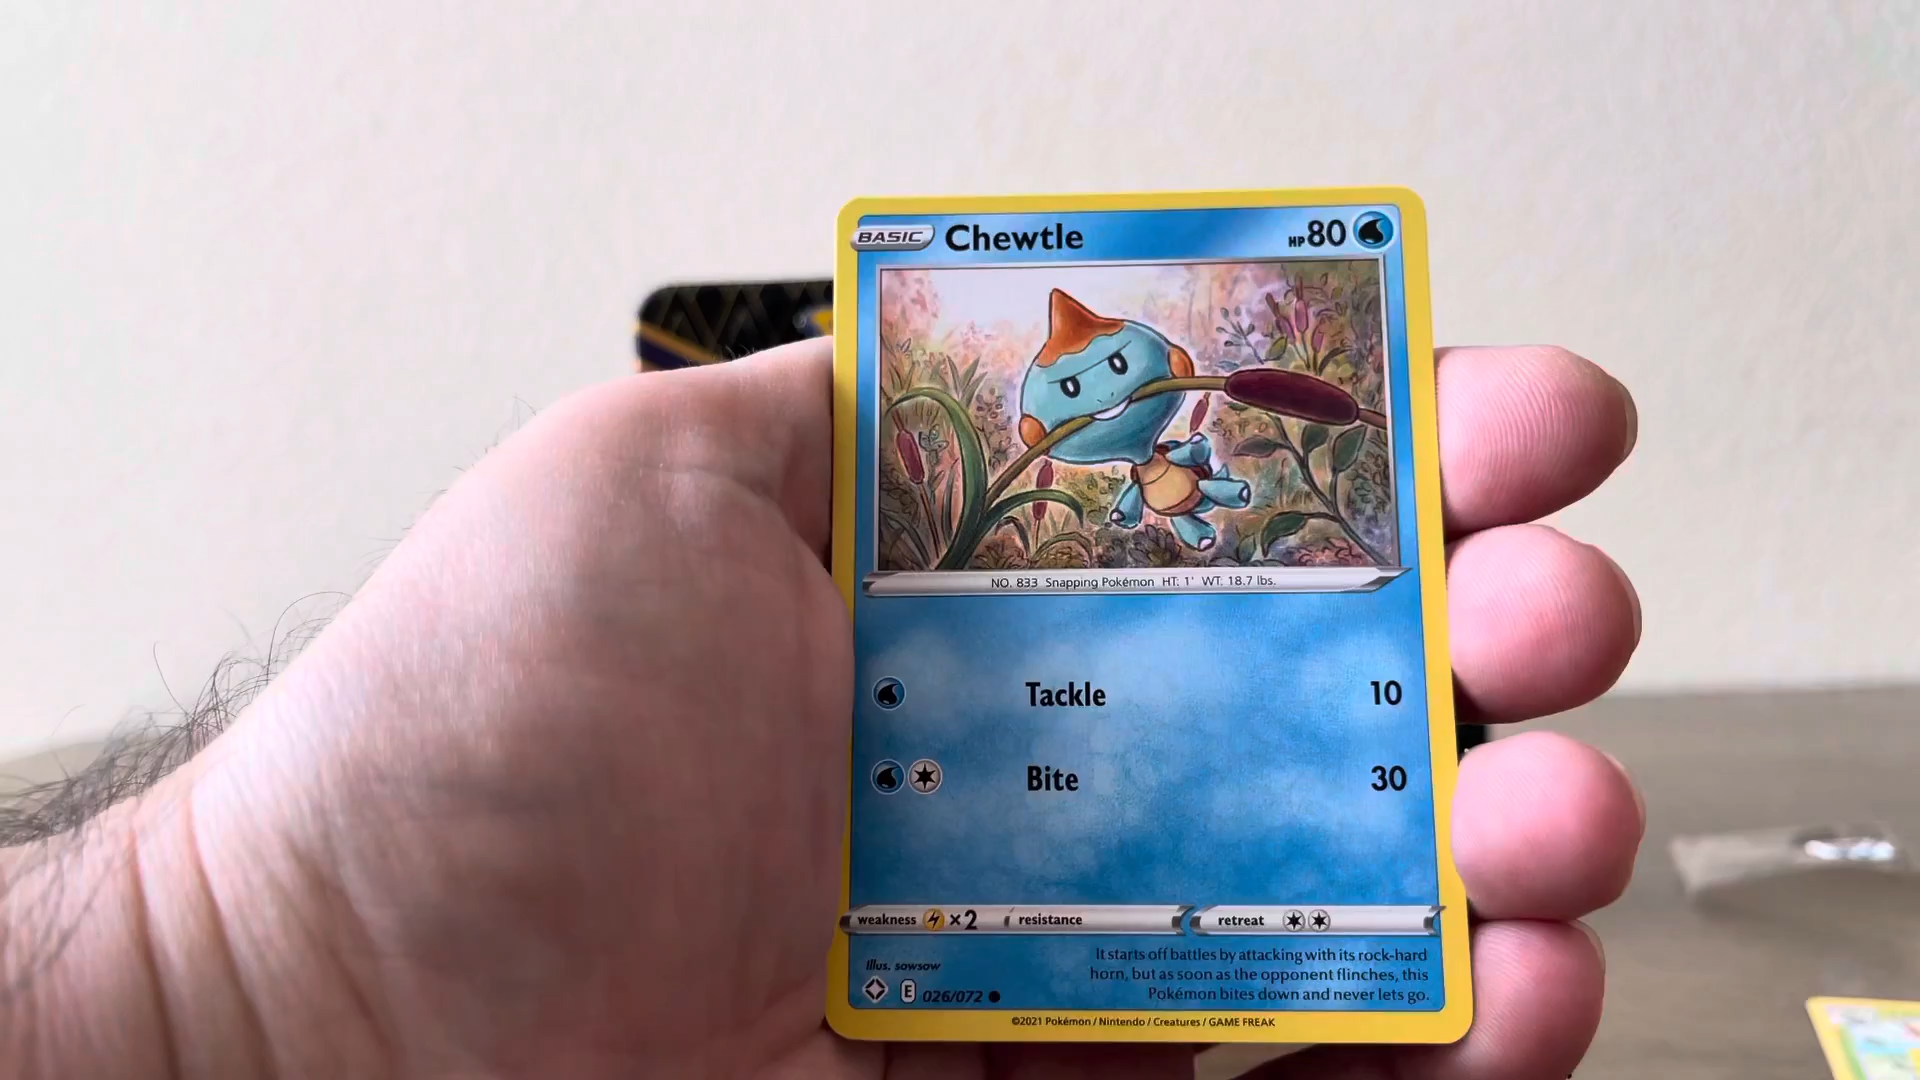 BASIC Chewtle HP 80
NO. 833 Snapping Pokémon HT: 1' WT: 18.7 lbs.
Tackle 10
Bite 30
weakness ×2 resistance retreat
Illus. sowsow
It starts off battles by attacking with its rock-hard
horn, but as soon as the opponent flinches, this
Pokémon bites down and never lets go.
E 026/072
©2021 Pokémon / Nintendo / Creatures / GAME FREAK